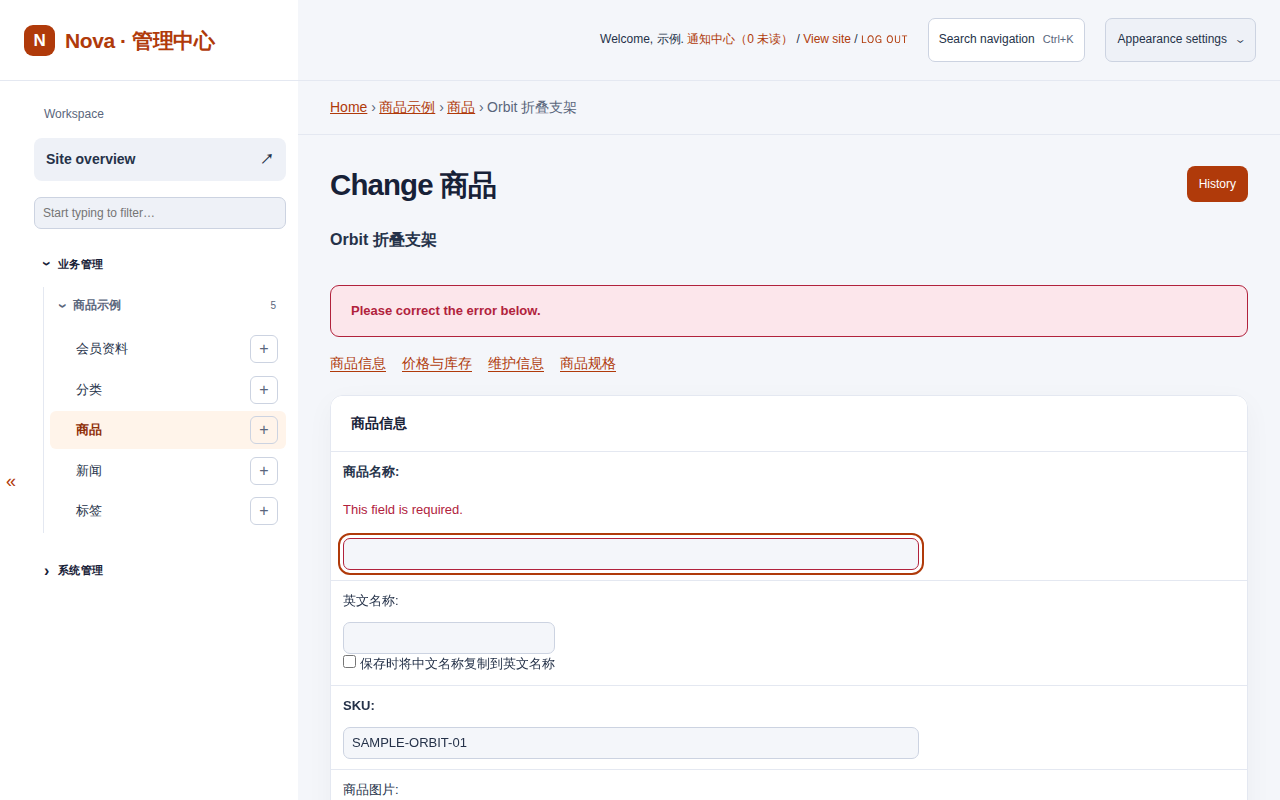 N Nova · 管理中心
Welcome, 示例. 通知中心（0 未读） / View site / LOG OUT
Search navigation Ctrl+K
Appearance settings
Workspace
Site overview ↗
Start typing to filter…
业务管理
商品示例 5
会员资料 +
分类 +
商品 +
新闻 +
标签 +
系统管理
«
Home › 商品示例 › 商品 › Orbit 折叠支架
Change 商品
History
Orbit 折叠支架
Please correct the error below.
商品信息 价格与库存 维护信息 商品规格
商品信息
商品名称:
This field is required.
英文名称:
保存时将中文名称复制到英文名称
SKU:
SAMPLE-ORBIT-01
商品图片: